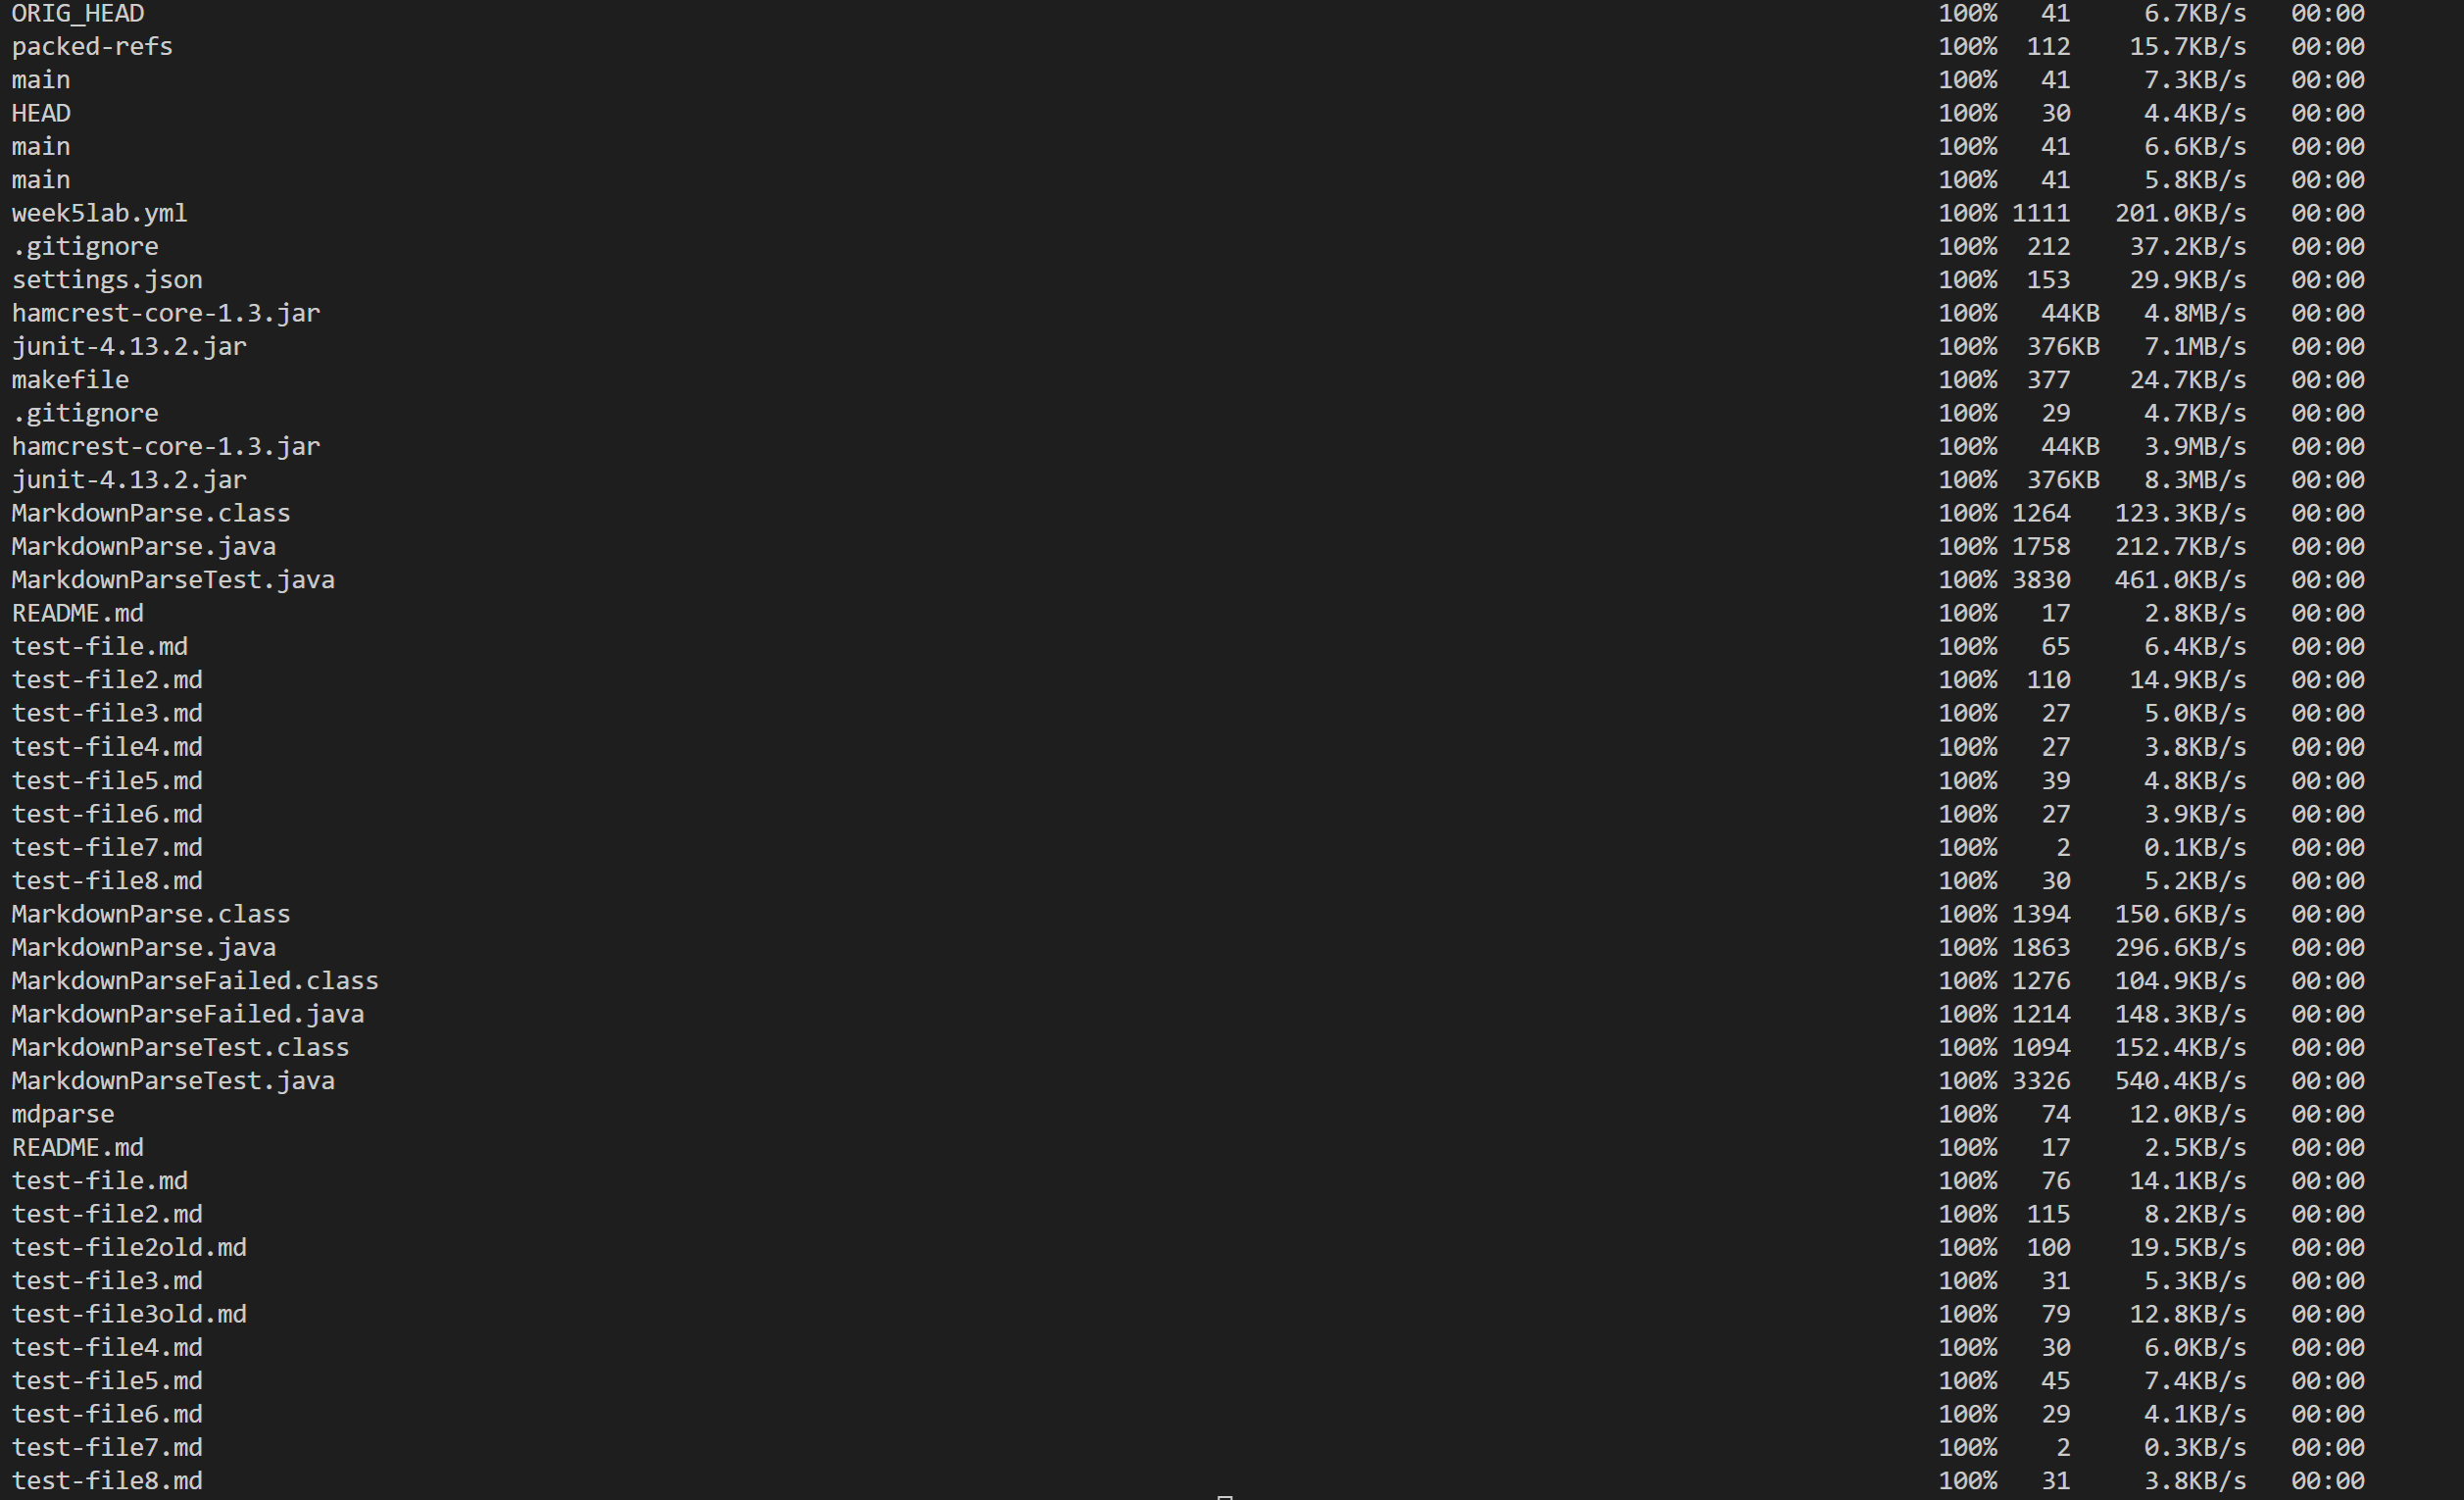 ORIG_HEAD 100% 41 6.7KB/s 00:00
packed-refs 100% 112 15.7KB/s 00:00
main 100% 41 7.3KB/s 00:00
HEAD 100% 30 4.4KB/s 00:00
main 100% 41 6.6KB/s 00:00
main 100% 41 5.8KB/s 00:00
week5lab.yml 100% 1111 201.0KB/s 00:00
.gitignore 100% 212 37.2KB/s 00:00
settings.json 100% 153 29.9KB/s 00:00
hamcrest-core-1.3.jar 100% 44KB 4.8MB/s 00:00
junit-4.13.2.jar 100% 376KB 7.1MB/s 00:00
makefile 100% 377 24.7KB/s 00:00
.gitignore 100% 29 4.7KB/s 00:00
hamcrest-core-1.3.jar 100% 44KB 3.9MB/s 00:00
junit-4.13.2.jar 100% 376KB 8.3MB/s 00:00
MarkdownParse.class 100% 1264 123.3KB/s 00:00
MarkdownParse.java 100% 1758 212.7KB/s 00:00
MarkdownParseTest.java 100% 3830 461.0KB/s 00:00
README.md 100% 17 2.8KB/s 00:00
test-file.md 100% 65 6.4KB/s 00:00
test-file2.md 100% 110 14.9KB/s 00:00
test-file3.md 100% 27 5.0KB/s 00:00
test-file4.md 100% 27 3.8KB/s 00:00
test-file5.md 100% 39 4.8KB/s 00:00
test-file6.md 100% 27 3.9KB/s 00:00
test-file7.md 100% 2 0.1KB/s 00:00
test-file8.md 100% 30 5.2KB/s 00:00
MarkdownParse.class 100% 1394 150.6KB/s 00:00
MarkdownParse.java 100% 1863 296.6KB/s 00:00
MarkdownParseFailed.class 100% 1276 104.9KB/s 00:00
MarkdownParseFailed.java 100% 1214 148.3KB/s 00:00
MarkdownParseTest.class 100% 1094 152.4KB/s 00:00
MarkdownParseTest.java 100% 3326 540.4KB/s 00:00
mdparse 100% 74 12.0KB/s 00:00
README.md 100% 17 2.5KB/s 00:00
test-file.md 100% 76 14.1KB/s 00:00
test-file2.md 100% 115 8.2KB/s 00:00
test-file2old.md 100% 100 19.5KB/s 00:00
test-file3.md 100% 31 5.3KB/s 00:00
test-file3old.md 100% 79 12.8KB/s 00:00
test-file4.md 100% 30 6.0KB/s 00:00
test-file5.md 100% 45 7.4KB/s 00:00
test-file6.md 100% 29 4.1KB/s 00:00
test-file7.md 100% 2 0.3KB/s 00:00
test-file8.md 100% 31 3.8KB/s 00:00